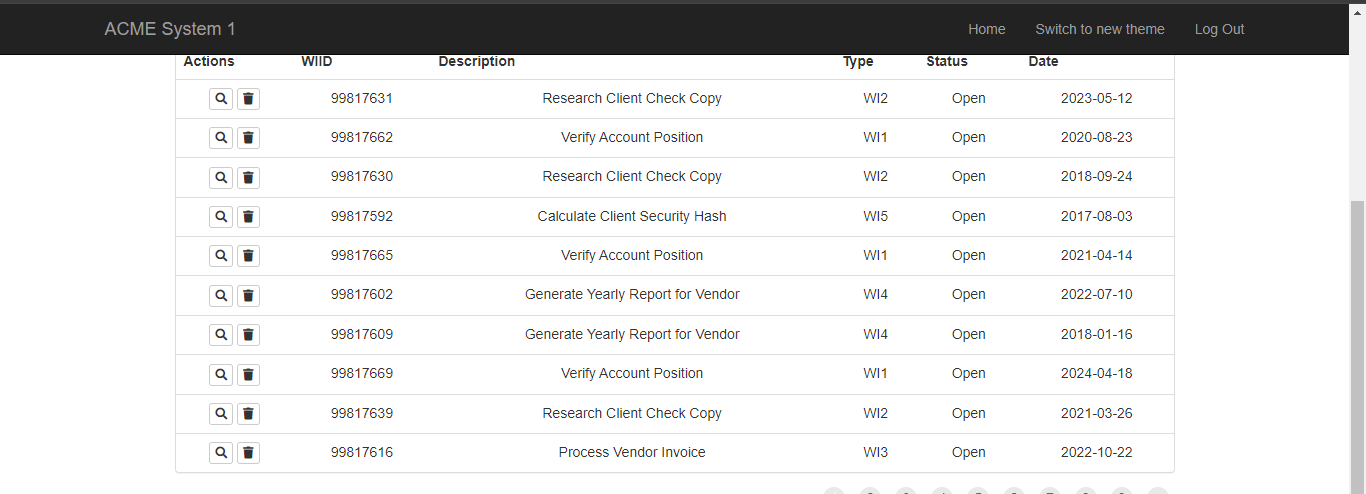 ACME System 1 Home Switch to new theme Log Out
Actions WIID Description Type Status Date
99817631 Research Client Check Copy WI2 Open 2023-05-12
99817662 Verify Account Position WI1 Open 2020-08-23
99817630 Research Client Check Copy WI2 Open 2018-09-24
99817592 Calculate Client Security Hash WI5 Open 2017-08-03
99817665 Verify Account Position WI1 Open 2021-04-14
99817602 Generate Yearly Report for Vendor WI4 Open 2022-07-10
99817609 Generate Yearly Report for Vendor WI4 Open 2018-01-16
99817669 Verify Account Position WI1 Open 2024-04-18
99817639 Research Client Check Copy WI2 Open 2021-03-26
99817616 Process Vendor Invoice WI3 Open 2022-10-22